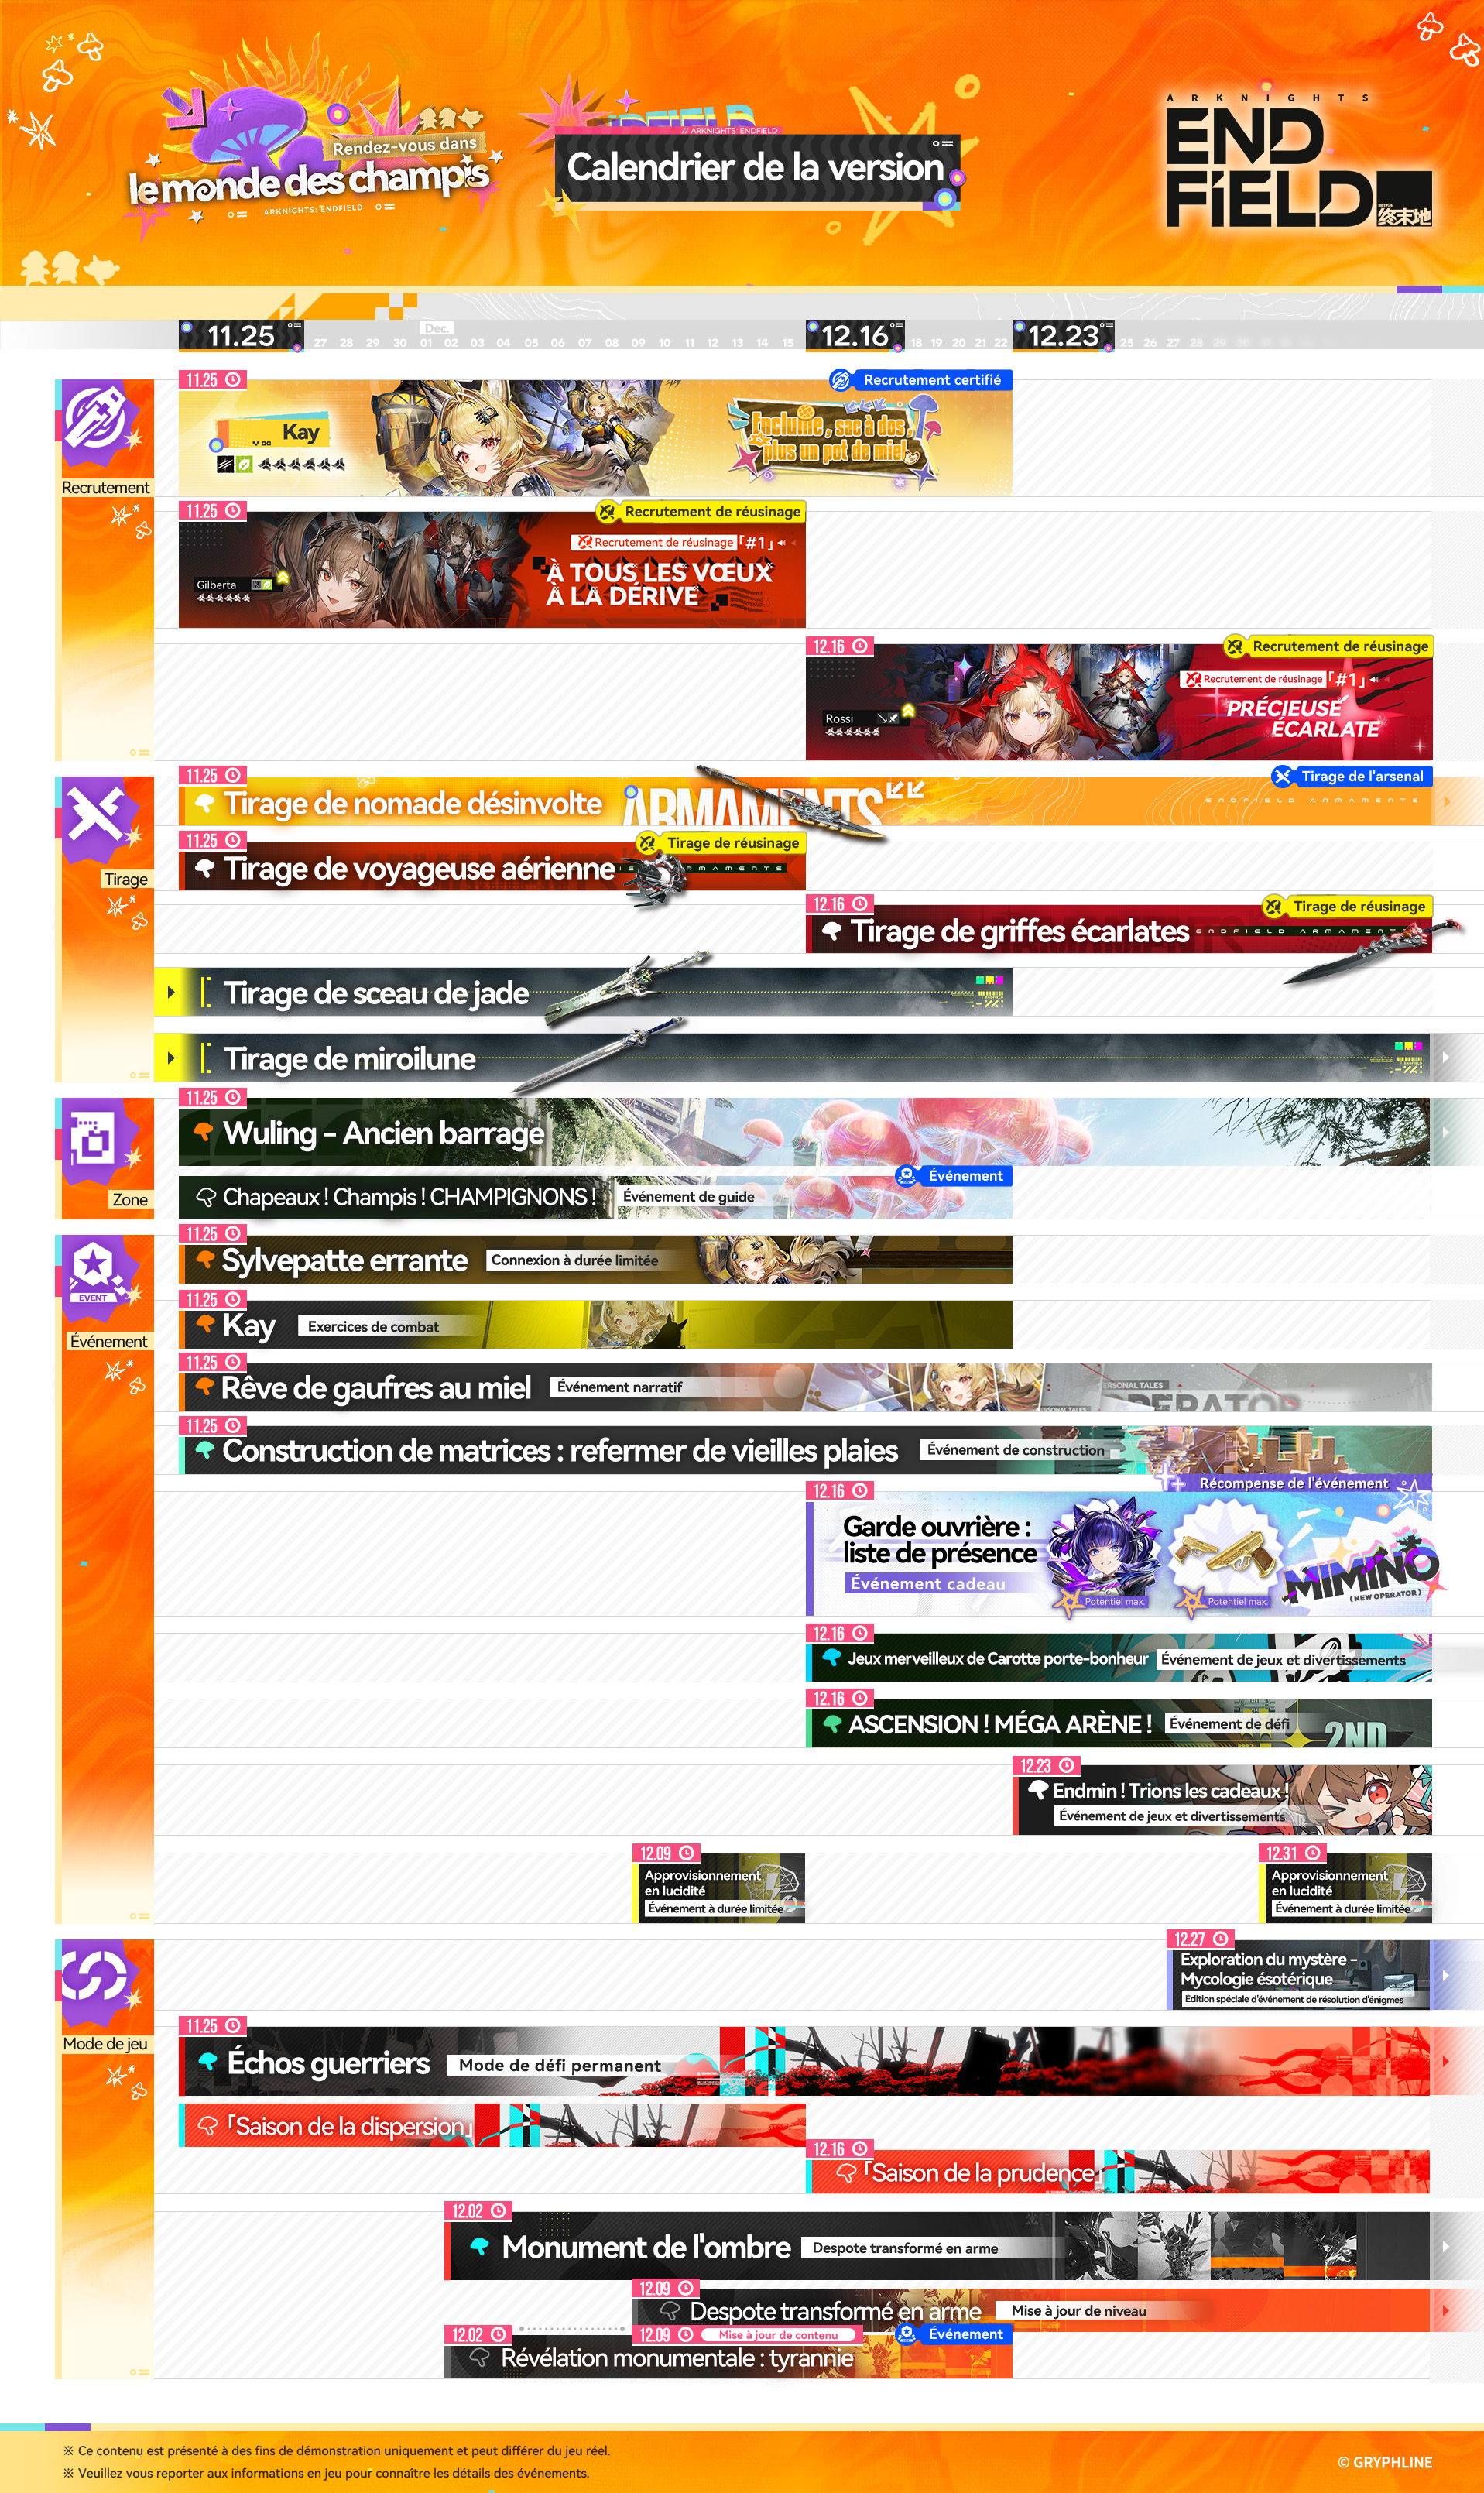 Rendez-vous dans
le monde des champis
ARKNIGHTS: ENDFIELD
// ARKNIGHTS: ENDFIELD
Calendrier de la version
ARKNIGHTS
END
FIELD
终末地
11.25
27 28 29 30 01 02 03 04 05 06 07 08 09 10 11 12 13 14 15
Dec.
12.16
18 19 20 21 22
12.23
25 26 27 28 29
Recrutement
11.25
Recrutement certifié
Kay
Enclume, sac à dos,
plus un pot de miel
11.25
Recrutement de réusinage
Recrutement de réusinage「#1」
À TOUS LES VŒUX
À LA DÉRIVE
Gilberta
12.16
Recrutement de réusinage
Recrutement de réusinage「#1」
PRÉCIEUSE
ÉCARLATE
Rossi
Tirage
11.25
Tirage de l'arsenal
Tirage de nomade désinvolte
ARMAMENTS
ENDFIELD ARMAMENTS
11.25
Tirage de réusinage
Tirage de voyageuse aérienne
ARMAMENTS
12.16
Tirage de réusinage
Tirage de griffes écarlates
ENDFIELD ARMAMENTS
Tirage de sceau de jade
Tirage de miroilune
Zone
11.25
Wuling - Ancien barrage
Événement
Chapeaux ! Champis ! CHAMPIGNONS !
Événement de guide
Événement
EVENT
11.25
Sylvepatte errante
Connexion à durée limitée
11.25
Kay
Exercices de combat
11.25
Rêve de gaufres au miel
Événement narratif
PERSONAL TALES
OPERATOR
11.25
Construction de matrices : refermer de vieilles plaies
Événement de construction
12.16
Récompense de l'événement
Garde ouvrière :
liste de présence
Événement cadeau
Potentiel max.
Potentiel max.
MIMINO
(NEW OPERATOR)
12.16
Jeux merveilleux de Carotte porte-bonheur
Événement de jeux et divertissements
12.16
ASCENSION ! MÉGA ARÈNE !
Événement de défi
2ND
12.23
Endmin ! Trions les cadeaux !
Événement de jeux et divertissements
12.09
Approvisionnement
en lucidité
Événement à durée limitée
12.31
Approvisionnement
en lucidité
Événement à durée limitée
Mode de jeu
12.27
Exploration du mystère -
Mycologie ésotérique
Édition spéciale d'événement de résolution d'énigmes
11.25
Échos guerriers
Mode de défi permanent
「Saison de la dispersion」
12.16
「Saison de la prudence」
12.02
Monument de l'ombre
Despote transformé en arme
12.09
Despote transformé en arme
Mise à jour de niveau
12.02
12.09
Mise à jour de contenu
Événement
Révélation monumentale : tyrannie
※ Ce contenu est présenté à des fins de démonstration uniquement et peut différer du jeu réel.
※ Veuillez vous reporter aux informations en jeu pour connaître les détails des événements.
© GRYPHLINE